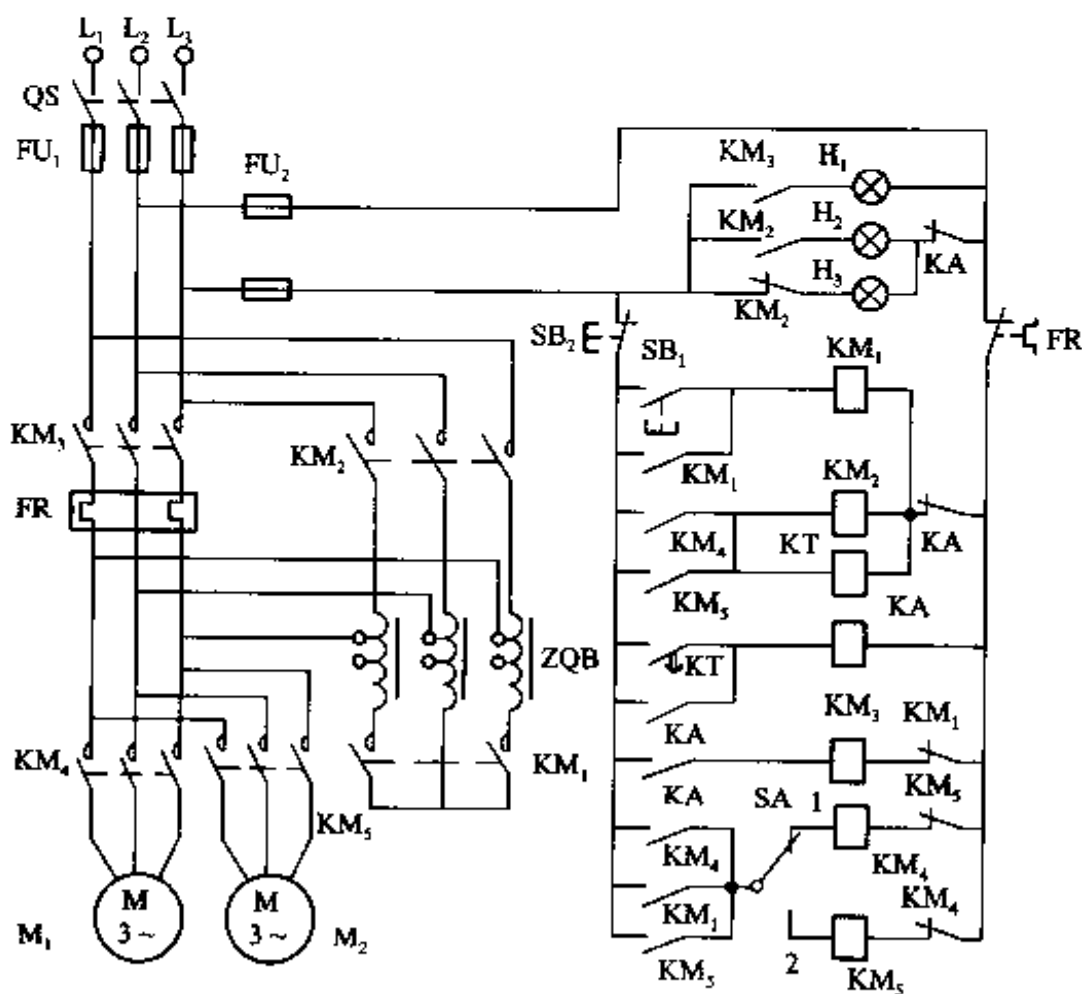 L₁ L₂ L₃
QS
FU₁
FU₂
KM₃ H₁
KM₂ H₂
KA
H₃
KM₂
SB₂
SB₁
KM₁
FR
KM₃
KM₂
KM₁
KM₂
FR
KM₄ KT KA
KM₅ KA
ZQB
KT
KA
KM₃ KM₁
KM₄
KM₁
KA SA 1 KM₅
KM₅
KM₄ KM₄
KM₁ KM₄
M 3~
M 3~
M₁
M₂
KM₅ 2 KM₅